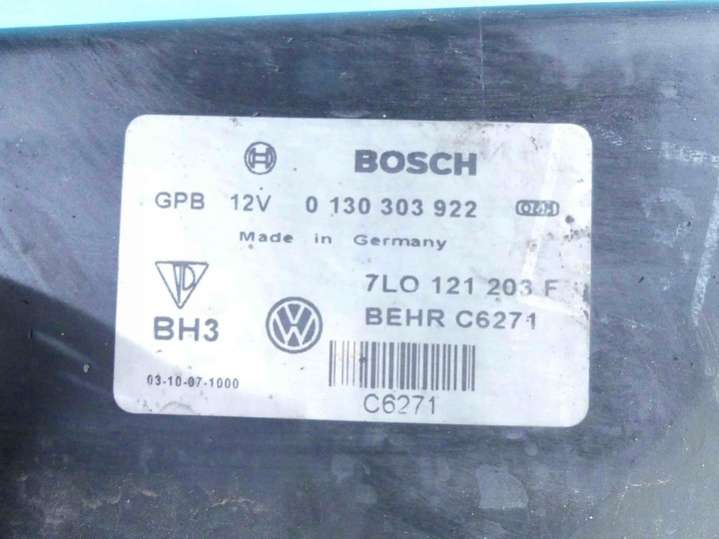 BOSCH
GPB 12V 0 130 303 922
Made in Germany
7LO 121 203 F
BH3 BEHR C6271
03-10-07-1000
C6271